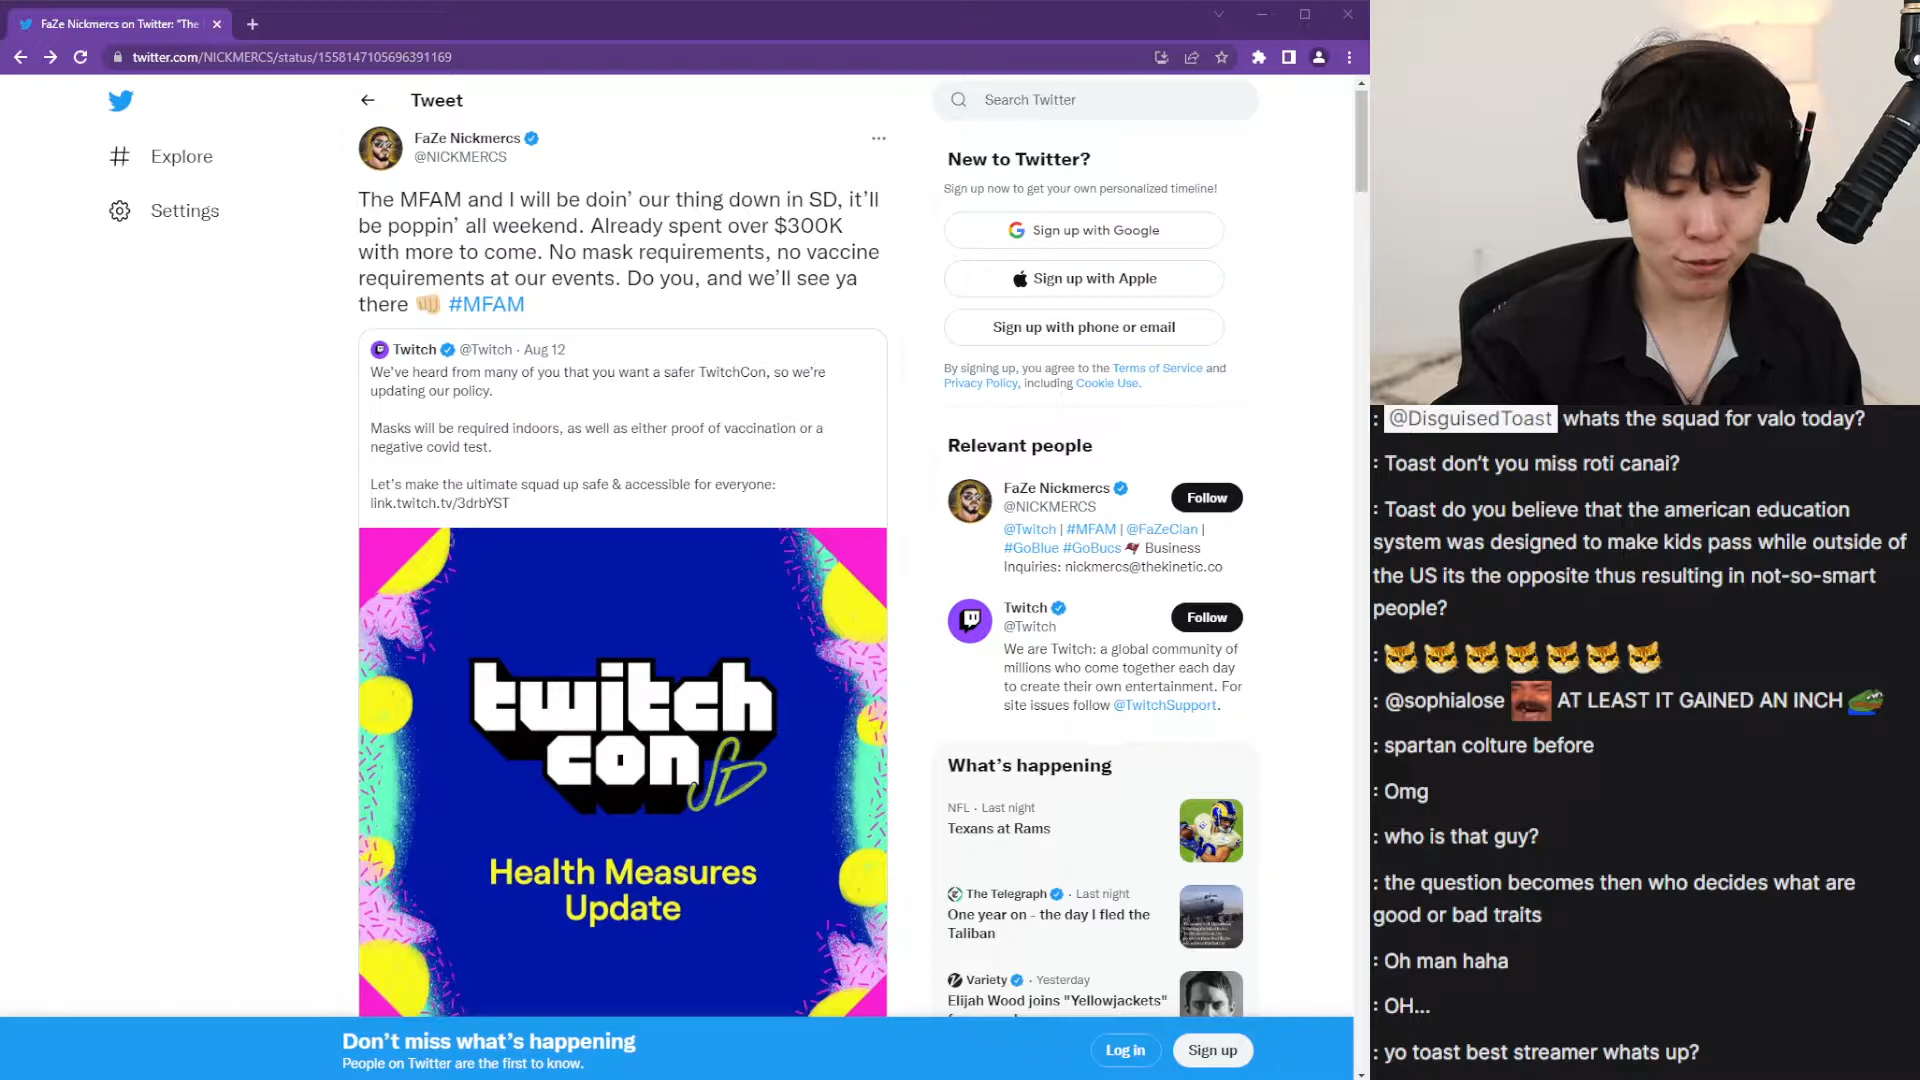 FaZe Nickmercs on Twitter: "The
twitter.com/NICKMERCS/status/1558147105696391169
Explore
Settings
Tweet
FaZe Nickmercs
@NICKMERCS
The MFAM and I will be doin’ our thing down in SD, it’ll
be poppin’ all weekend. Already spent over $300K
with more to come. No mask requirements, no vaccine
requirements at our events. Do you, and we’ll see ya
there 👊🏼 #MFAM
Twitch @Twitch · Aug 12
We’ve heard from many of you that you want a safer TwitchCon, so we’re
updating our policy.
Masks will be required indoors, as well as either proof of vaccination or a
negative covid test.
Let’s make the ultimate squad up safe & accessible for everyone:
link.twitch.tv/3drbYST
twitch
con SD
Health Measures
Update
Search Twitter
New to Twitter?
Sign up now to get your own personalized timeline!
Sign up with Google
Sign up with Apple
Sign up with phone or email
By signing up, you agree to the Terms of Service and
Privacy Policy, including Cookie Use.
Relevant people
FaZe Nickmercs
@NICKMERCS
Follow
@Twitch | #MFAM | @FaZeClan |
#GoBlue #GoBucs Business
Inquiries: nickmercs@thekinetic.co
Twitch
@Twitch
Follow
We are Twitch: a global community of
millions who come together each day
to create their own entertainment. For
site issues follow @TwitchSupport.
What’s happening
NFL · Last night
Texans at Rams
The Telegraph · Last night
One year on - the day I fled the
Taliban
Variety · Yesterday
Elijah Wood joins "Yellowjackets"
Don’t miss what’s happening
People on Twitter are the first to know.
Log in
Sign up
: @DisguisedToast whats the squad for valo today?
: Toast don’t you miss roti canai?
: Toast do you believe that the american education
system was designed to make kids pass while outside of
the US its the opposite thus resulting in not-so-smart
people?
:
: @sophialose AT LEAST IT GAINED AN INCH
: spartan colture before
: Omg
: who is that guy?
: the question becomes then who decides what are
good or bad traits
: Oh man haha
: OH...
: yo toast best streamer whats up?